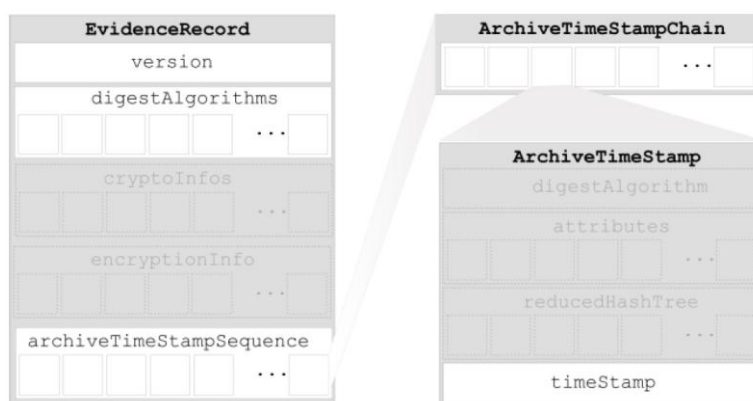 EvidenceRecord
version
digestAlgorithms
...
cryptoInfos
...
encryptionInfo
...
archiveTimeStampSequence
...
ArchiveTimeStampChain
...
ArchiveTimeStamp
digestAlgorithm
attributes
...
reducedHashTree
...
timeStamp